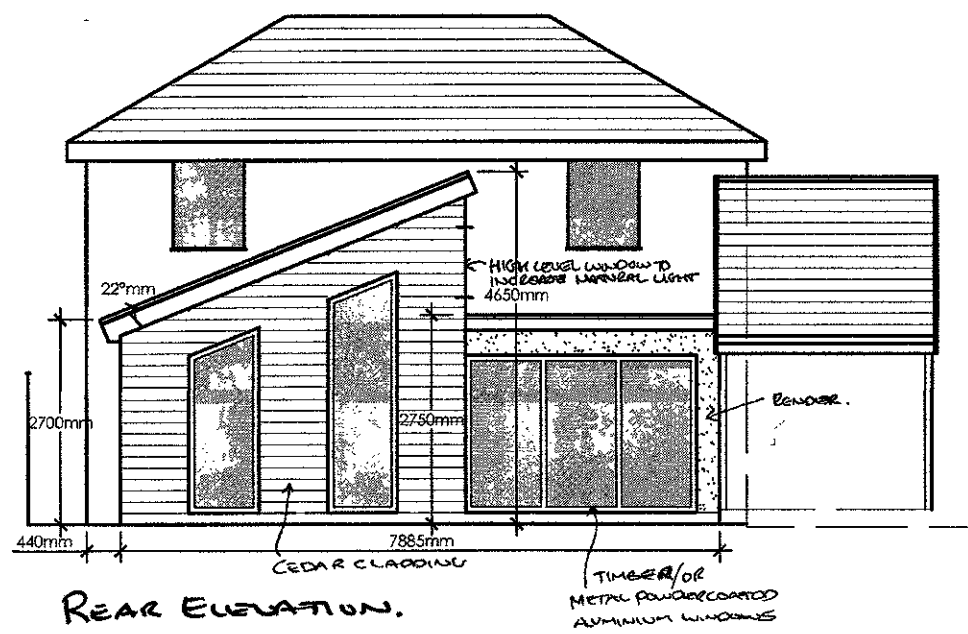 HIGH LEVEL WINDOW TO
INCREASE NATURAL LIGHT
22°mm
4650mm
2700mm
2750mm
RENDER.
440mm
7885mm
CEDAR CLADDING
TIMBER/OR
METAL POWDERCOATED
ALUMINIUM WINDOWS
REAR ELEVATION.